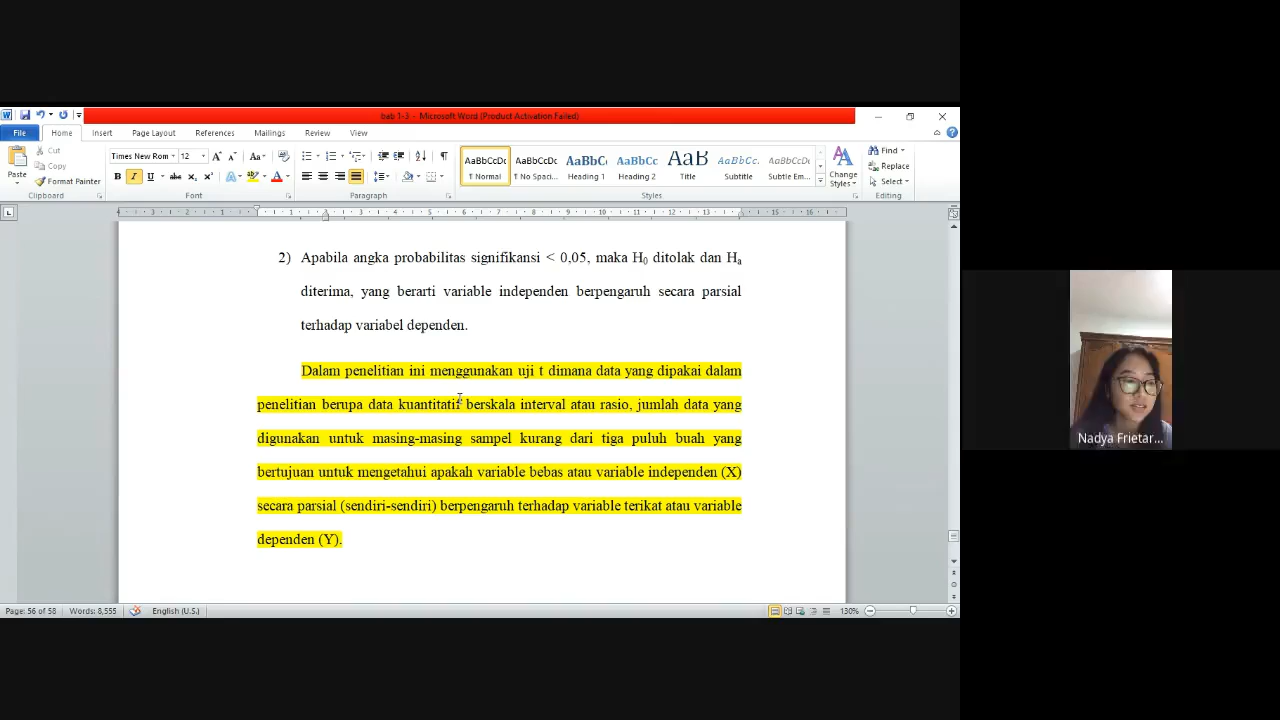 bab 1-3 - Microsoft Word (Product Activation Failed)
File Home Insert Page Layout References Mailings Review View
Cut
Copy
Format Painter
Paste
Clipboard
Times New Rom 12
Font
Paragraph
AaBbCcDc AaBbCcDc AaBbC AaBbCc AaB AaBbCc. AaBbCcDc
¶ Normal ¶ No Spaci... Heading 1 Heading 2 Title Subtitle Subtle Em...
Change
Styles
Styles
Find
Replace
Select
Editing
2) Apabila angka probabilitas signifikansi < 0,05, maka H0 ditolak dan Ha
diterima, yang berarti variable independen berpengaruh secara parsial
terhadap variabel dependen.
Dalam penelitian ini menggunakan uji t dimana data yang dipakai dalam
penelitian berupa data kuantitatif berskala interval atau rasio, jumlah data yang
digunakan untuk masing-masing sampel kurang dari tiga puluh buah yang
bertujuan untuk mengetahui apakah variable bebas atau variable independen (X)
secara parsial (sendiri-sendiri) berpengaruh terhadap variable terikat atau variable
dependen (Y).
Page: 56 of 58 Words: 8,555 English (U.S.) 130%
Nadya Frietar...